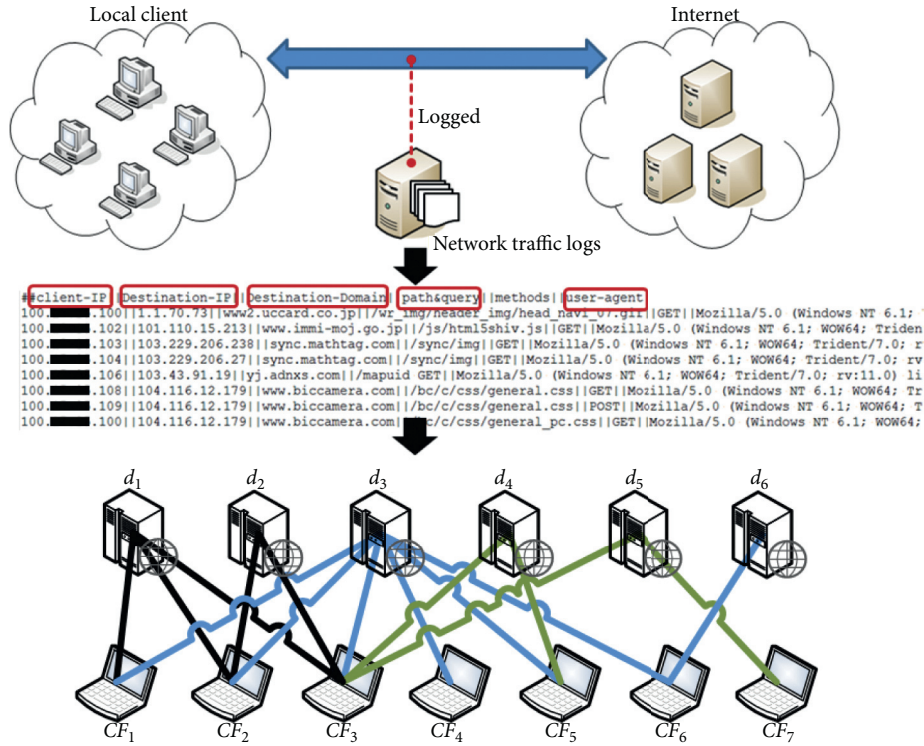 Local client
Internet
Logged
Network traffic logs
##client-IP||Destination-IP||Destination-Domain||path&query||methods||user-agent
100. .100||1.1.70.73||www2.uccard.co.jp||/wr_img/header_img/head_navi_07.gif||GET||Mozilla/5.0 (Windows NT 6.1; WOW64; T
100. .102||101.110.15.213||www.immi-moj.go.jp||/js/html5shiv.js||GET||Mozilla/5.0 (Windows NT 6.1; WOW64; Trident
100. .103||103.229.206.238||sync.mathtag.com||/sync/img||GET||Mozilla/5.0 (Windows NT 6.1; WOW64; Trident/7.0; r
100. .104||103.229.206.27||sync.mathtag.com||/sync/img||GET||Mozilla/5.0 (Windows NT 6.1; WOW64; Trident/7.0; rv
100. .106||103.43.91.19||yj.adnxs.com||/mapuid GET||Mozilla/5.0 (Windows NT 6.1; WOW64; Trident/7.0; rv:11.0) li
100. .108||104.116.12.179||www.biccamera.com||/bc/c/css/general.css||GET||Mozilla/5.0 (Windows NT 6.1; WOW64; Tr
100. .109||104.116.12.179||www.biccamera.com||/bc/c/css/general.css||POST||Mozilla/5.0 (Windows NT 6.1; WOW64; T
100. .100||104.116.12.179||www.biccamera.com||/bc/c/css/general_pc.css||GET||Mozilla/5.0 (Windows NT 6.1; WOW64;
d1 d2 d3 d4 d5 d6
CF1 CF2 CF3 CF4 CF5 CF6 CF7